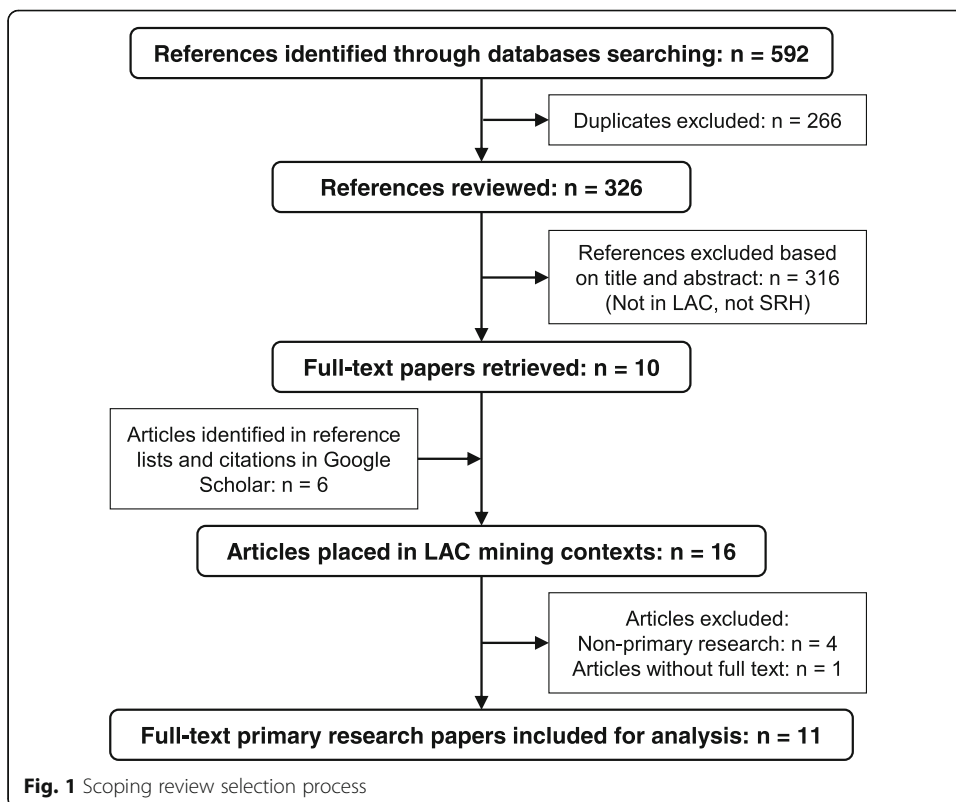 References identified through databases searching: n = 592
Duplicates excluded: n = 266
References reviewed: n = 326
References excluded based
on title and abstract: n = 316
(Not in LAC, not SRH)
Full-text papers retrieved: n = 10
Articles identified in reference
lists and citations in Google
Scholar: n = 6
Articles placed in LAC mining contexts: n = 16
Articles excluded:
Non-primary research: n = 4
Articles without full text: n = 1
Full-text primary research papers included for analysis: n = 11
Fig. 1 Scoping review selection process